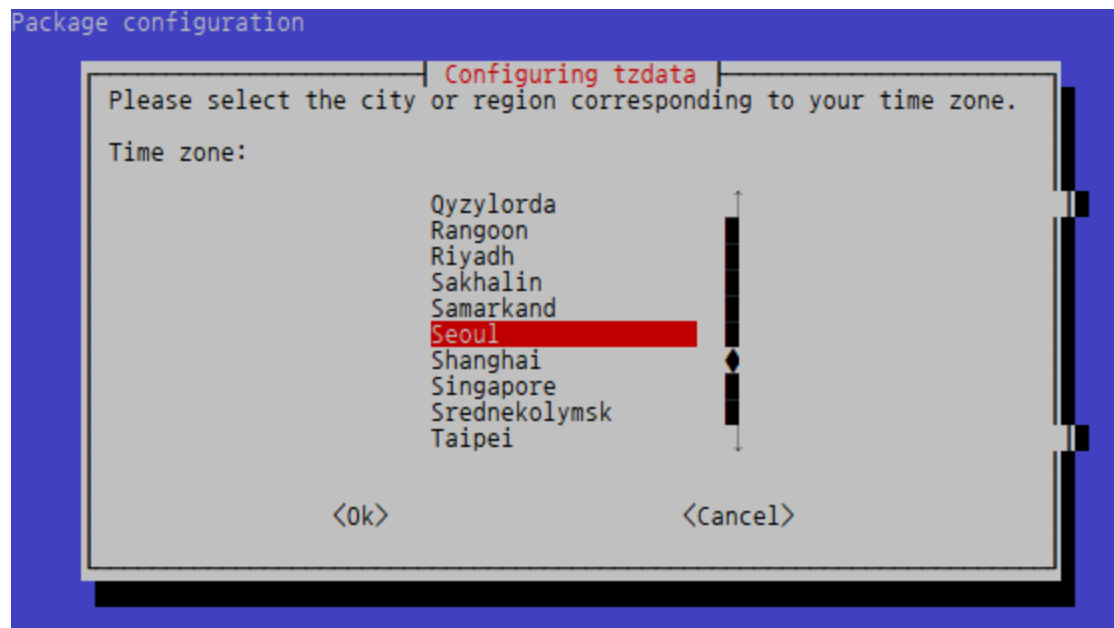 Package configuration
Configuring tzdata
Please select the city or region corresponding to your time zone.
Time zone:
Qyzylorda
Rangoon
Riyadh
Sakhalin
Samarkand
Seoul
Shanghai
Singapore
Srednekolymsk
Taipei
<Ok> <Cancel>